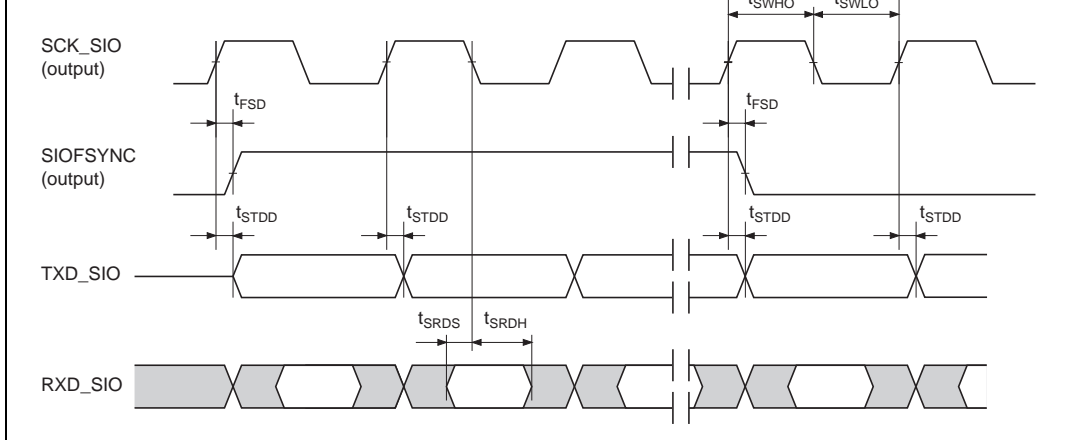 tSWHO tSWLO
SCK_SIO
(output)
tFSD tFSD
SIOFSYNC
(output)
tSTDD tSTDD tSTDD tSTDD
TXD_SIO
tSRDS tSRDH
RXD_SIO